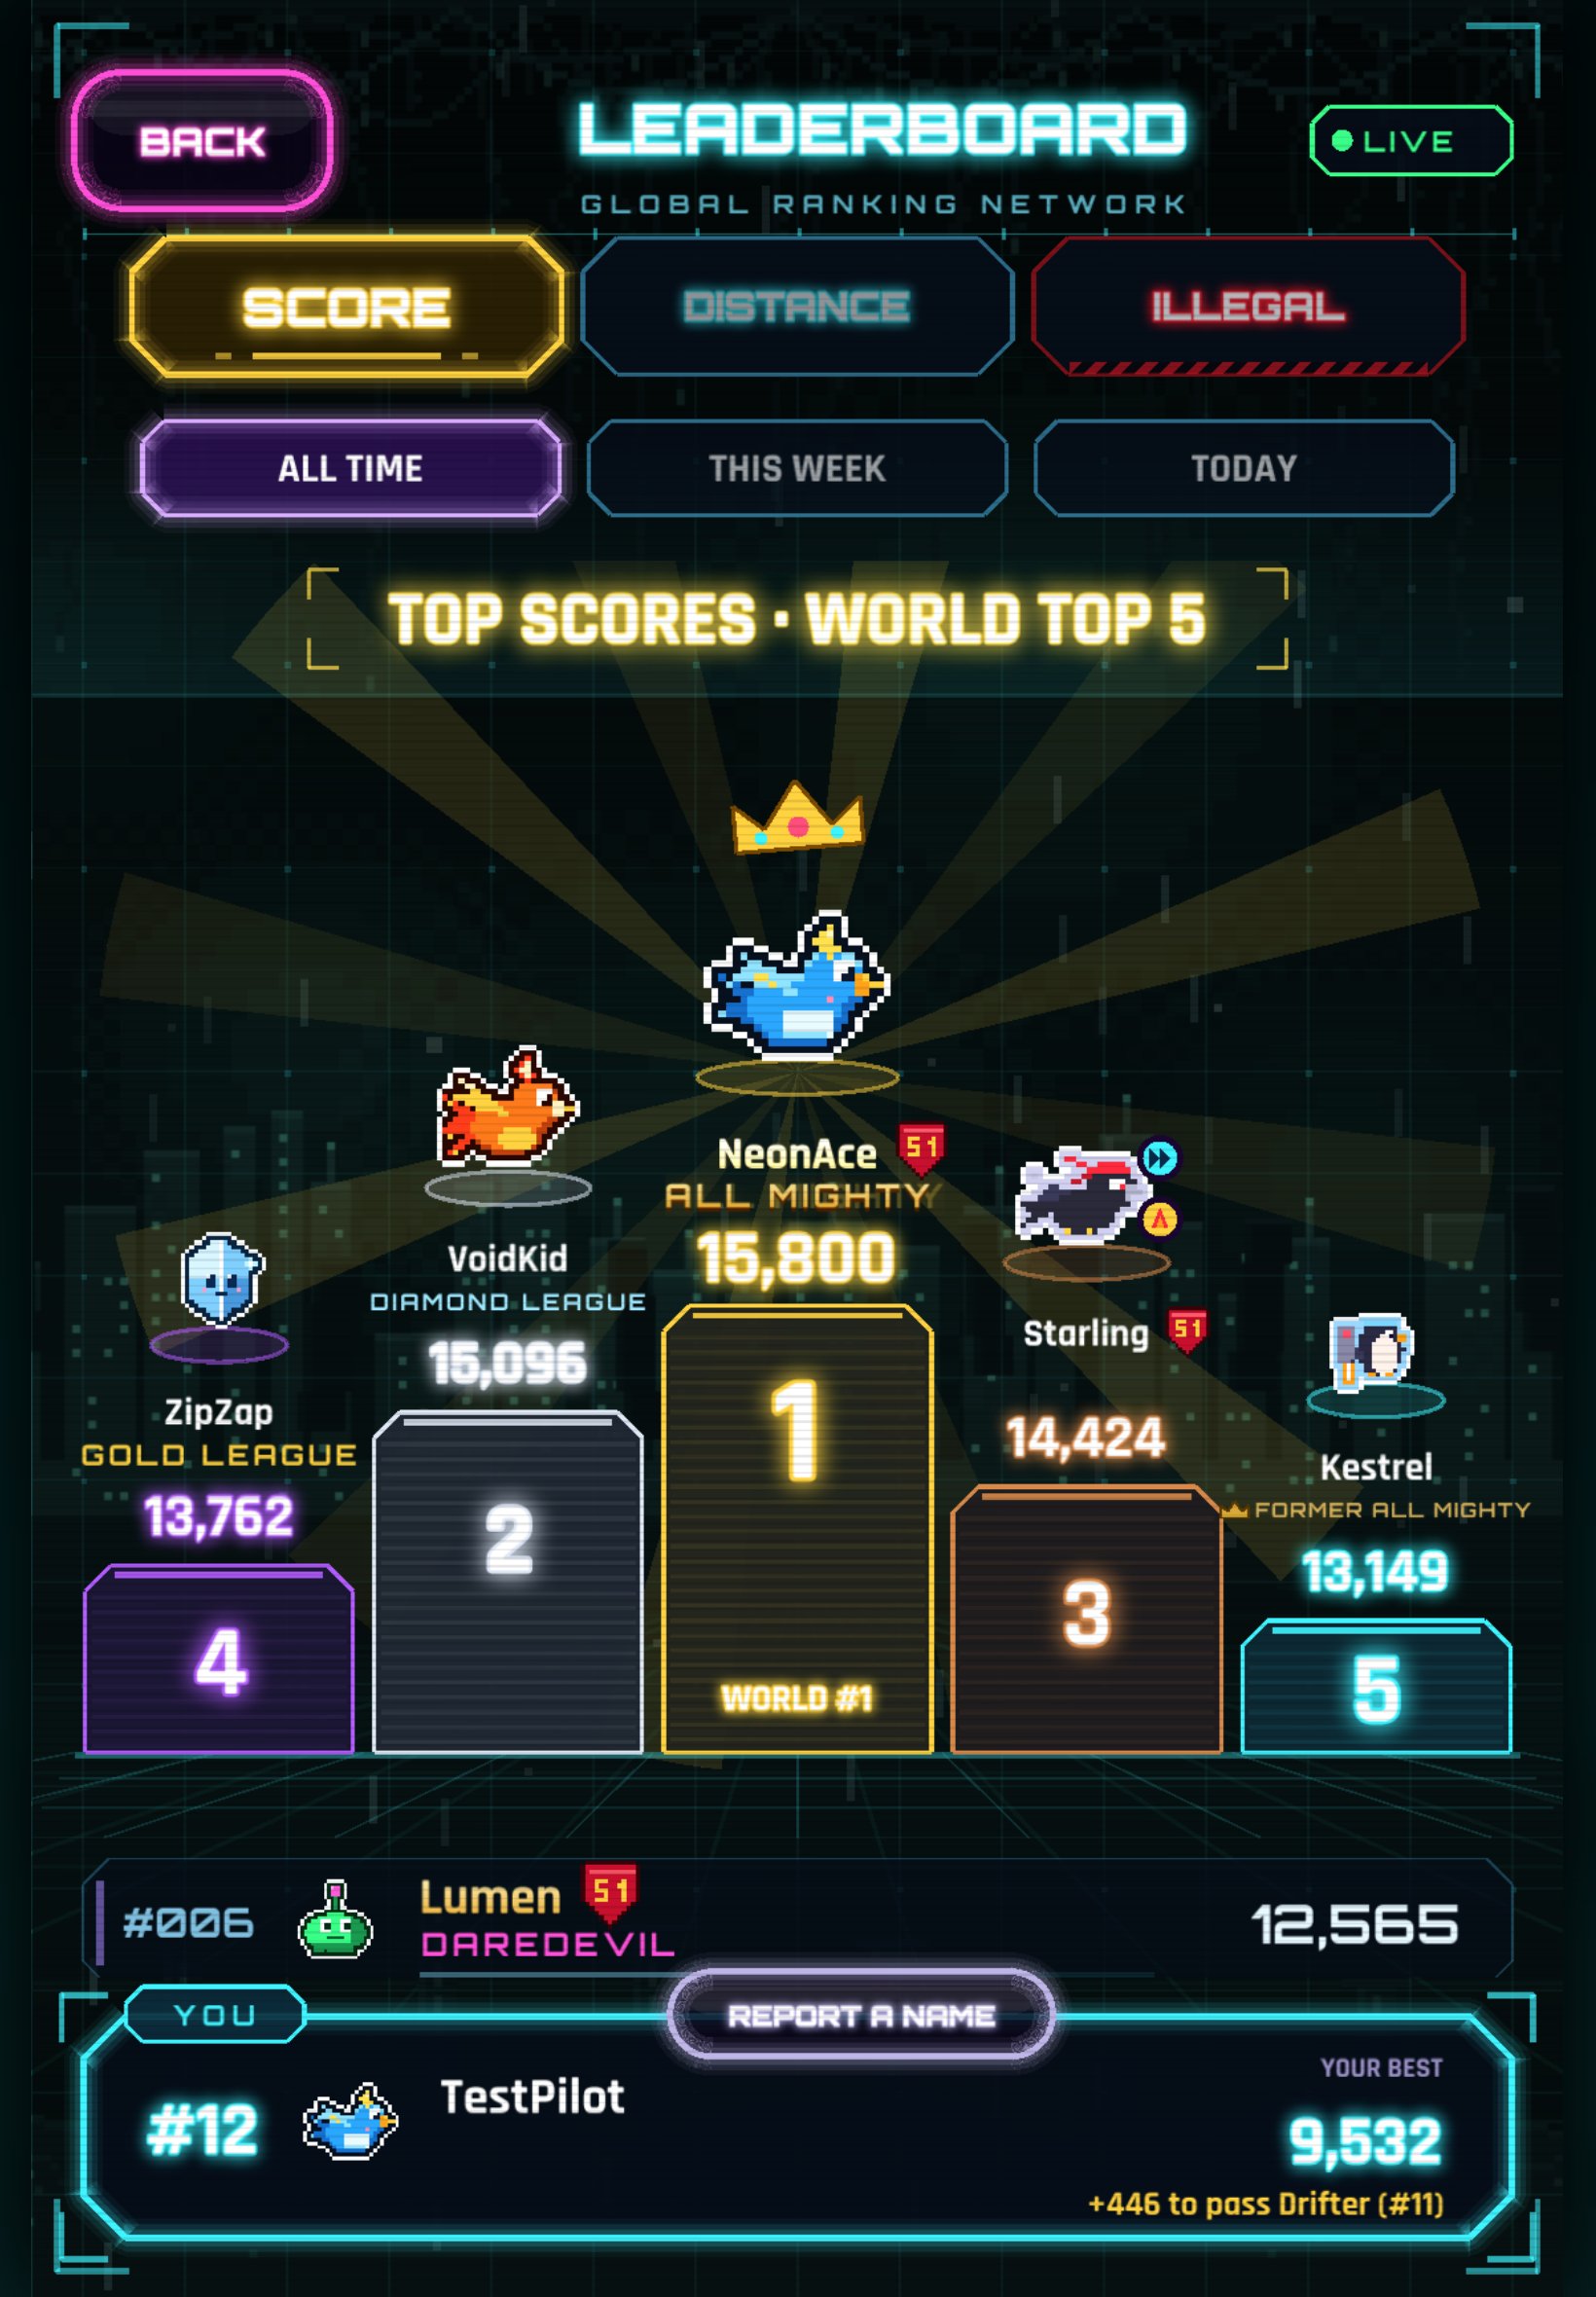 BACK
LEADERBOARD
LIVE
GLOBAL RANKING NETWORK
SCORE
DISTANCE
ILLEGAL
ALL TIME
THIS WEEK
TODAY
TOP SCORES · WORLD TOP 5
NeonAce 51
ALL MIGHTY
15,800
1
WORLD #1
VoidKid
DIAMOND LEAGUE
15,096
2
Starling 51
14,424
3
ZipZap
GOLD LEAGUE
13,762
4
Kestrel
FORMER ALL MIGHTY
13,149
5
#006
Lumen 51
DAREDEVIL
12,565
REPORT A NAME
YOU
#12
TestPilot
YOUR BEST
9,532
+446 to pass Drifter (#11)